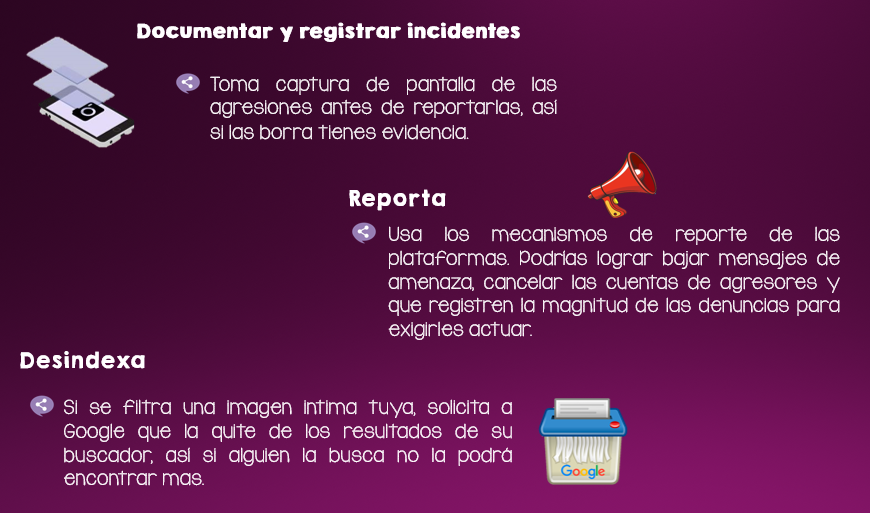 Documentar y registrar incidentes
Toma captura de pantalla de las
agresiones antes de reportarlas, así
si las borra tienes evidencia.
Reporta
Usa los mecanismos de reporte de las
plataformas. Podrías lograr bajar mensajes de
amenaza, cancelar las cuentas de agresores y
que registren la magnitud de las denuncias para
exigirles actuar.
Desindexa
Si se filtra una imagen intima tuya, solicita a
Google que la quite de los resultados de su
buscador, así si alguien la busca no la podrá
encontrar mas.
Google